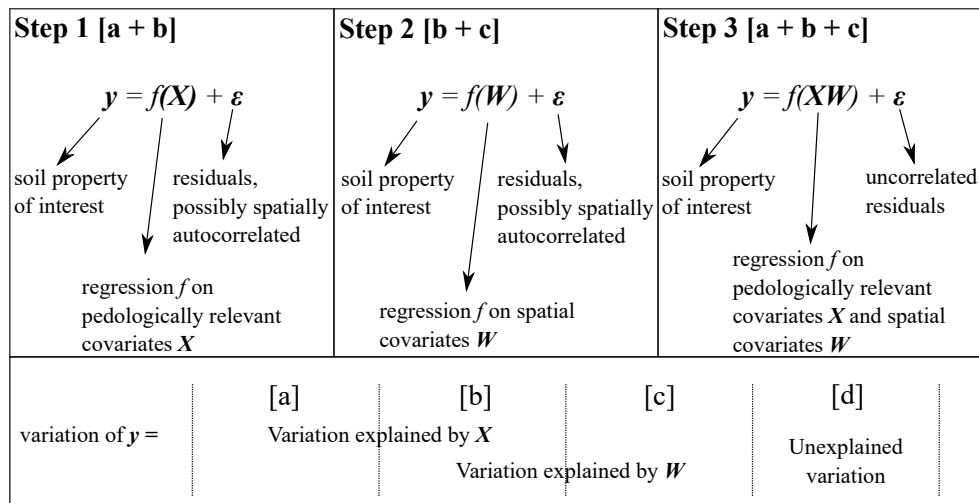 Step 1 [a + b]
y = f(X) + ε
soil property
of interest
residuals,
possibly spatially
autocorrelated
regression f on
pedologically relevant
covariates X
Step 2 [b + c]
y = f(W) + ε
soil property
of interest
residuals,
possibly spatially
autocorrelated
regression f on spatial
covariates W
Step 3 [a + b + c]
y = f(XW) + ε
soil property
of interest
uncorrelated
residuals
regression f on
pedologically relevant
covariates X and spatial
covariates W
[a] [b] [c] [d]
variation of y =
Variation explained by X
Variation explained by W
Unexplained
variation